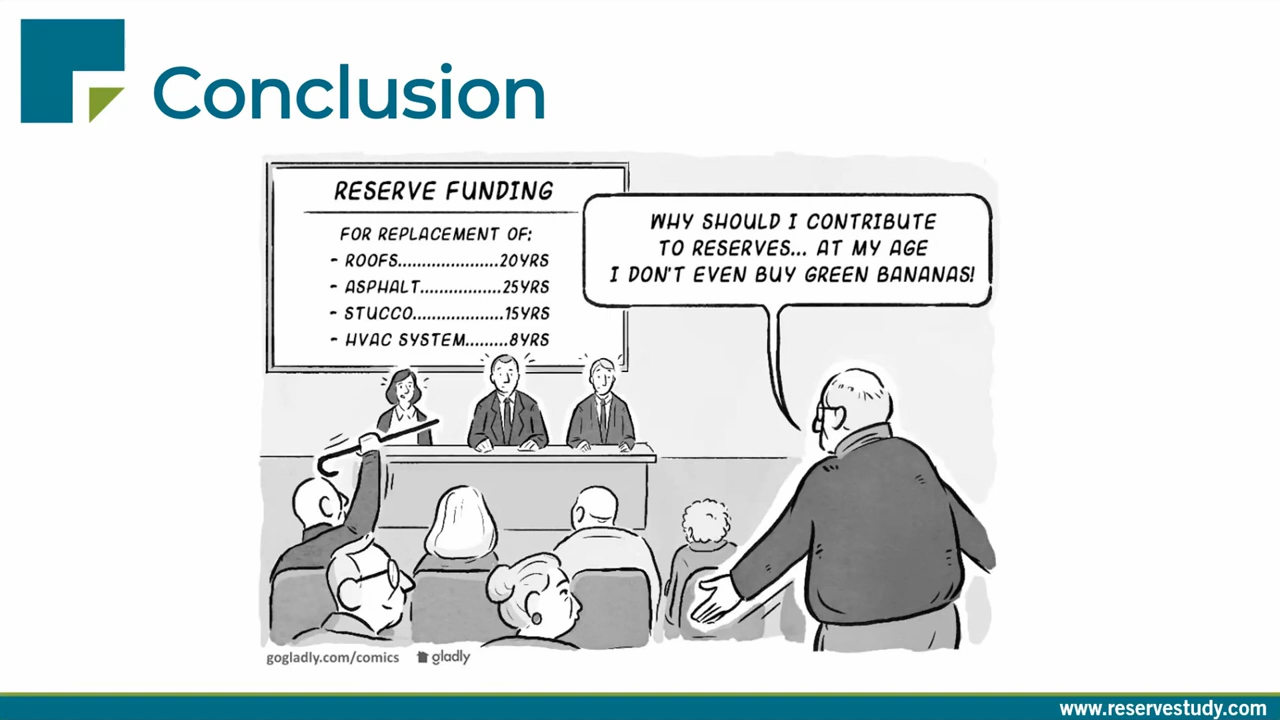 Conclusion
RESERVE FUNDING
FOR REPLACEMENT OF:
- ROOFS.....................20YRS
- ASPHALT.................25YRS
- STUCCO...................15YRS
- HVAC SYSTEM.........8YRS
WHY SHOULD I CONTRIBUTE
TO RESERVES... AT MY AGE
I DON'T EVEN BUY GREEN BANANAS!
gogladly.com/comics gladly
www.reservestudy.com